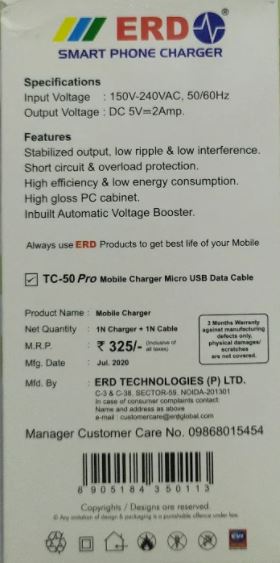 ERD®
SMART PHONE CHARGER
Specifications
Input Voltage : 150V-240VAC, 50/60Hz
Output Voltage : DC 5V=2Amp.
Features
Stabilized output, low ripple & low interference.
Short circuit & overload protection.
High efficiency & low energy consumption.
High gloss PC cabinet.
Inbuilt Automatic Voltage Booster.
Always use ERD Products to get best life of your Mobile
TC-50 Pro Mobile Charger Micro USB Data Cable
Product Name : Mobile Charger
Net Quantity : 1N Charger + 1N Cable
M.R.P. : ₹ 325/- (Inclusive of all taxes)
Mfg. Date : Jul. 2020
3 Months Warranty
against manufacturing
defects only,
physical damages/
scratches
are not covered.
Mfd. By : ERD TECHNOLOGIES (P) LTD.
C-3 & C-38, SECTOR-59, NOIDA-201301
In case of consumer complaints contact:
Name and address as above
e-mail : customercare@erdglobal.com
Manager Customer Care No. 09868015454
8 905184 350113
Copyrights / Designs are reserved.
© Any imitation of design & packaging is a punishable offence under law.